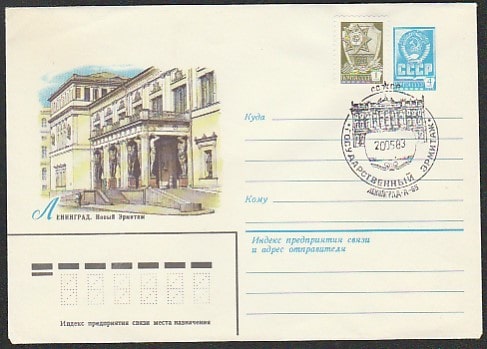 СССР
Куда
20 05 83
ГОСУДАРСТВЕННЫЙ ЭРМИТАЖ
ЛЕНИНГРАД
Кому
ЛЕНИНГРАД. Новый Эрмитаж
Индекс предприятия связи
и адрес отправителя
Индекс предприятия связи места назначения